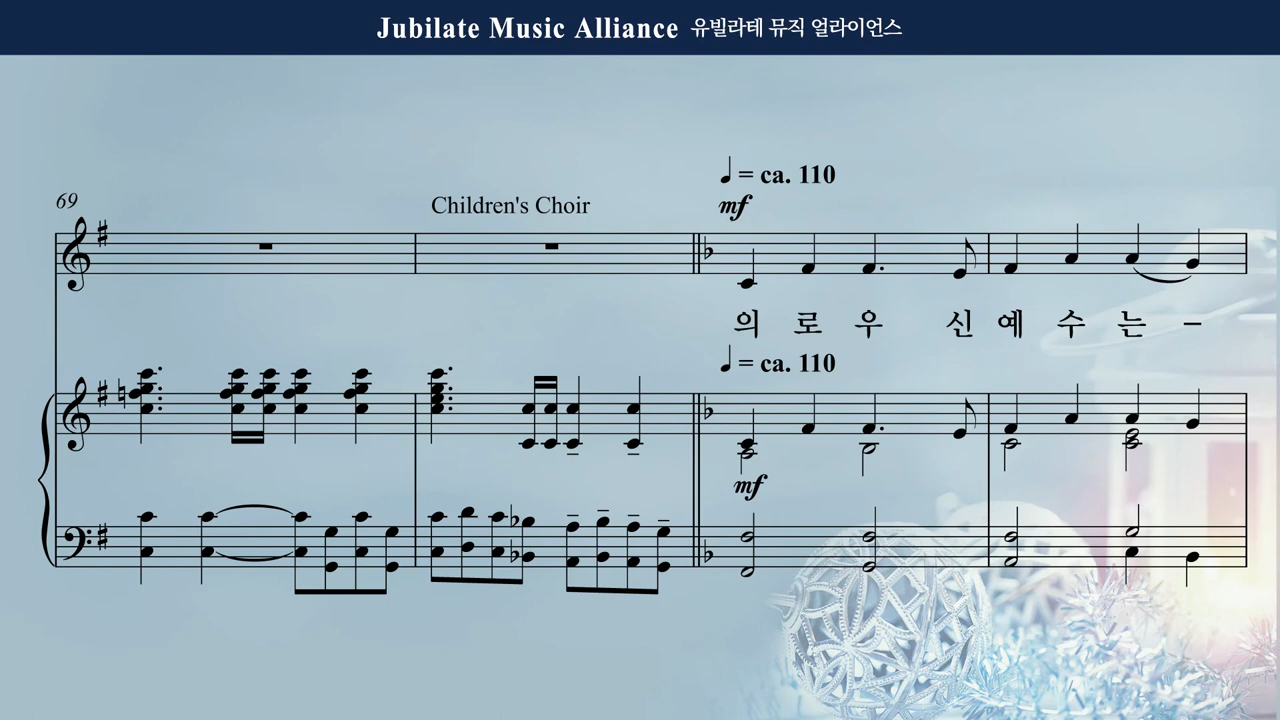 Jubilate Music Alliance 유빌라테 뮤직 얼라이언스
♩ = ca. 110
69
Children's Choir
mf
의 로 우 신 예 수 는 –
♩ = ca. 110
mf